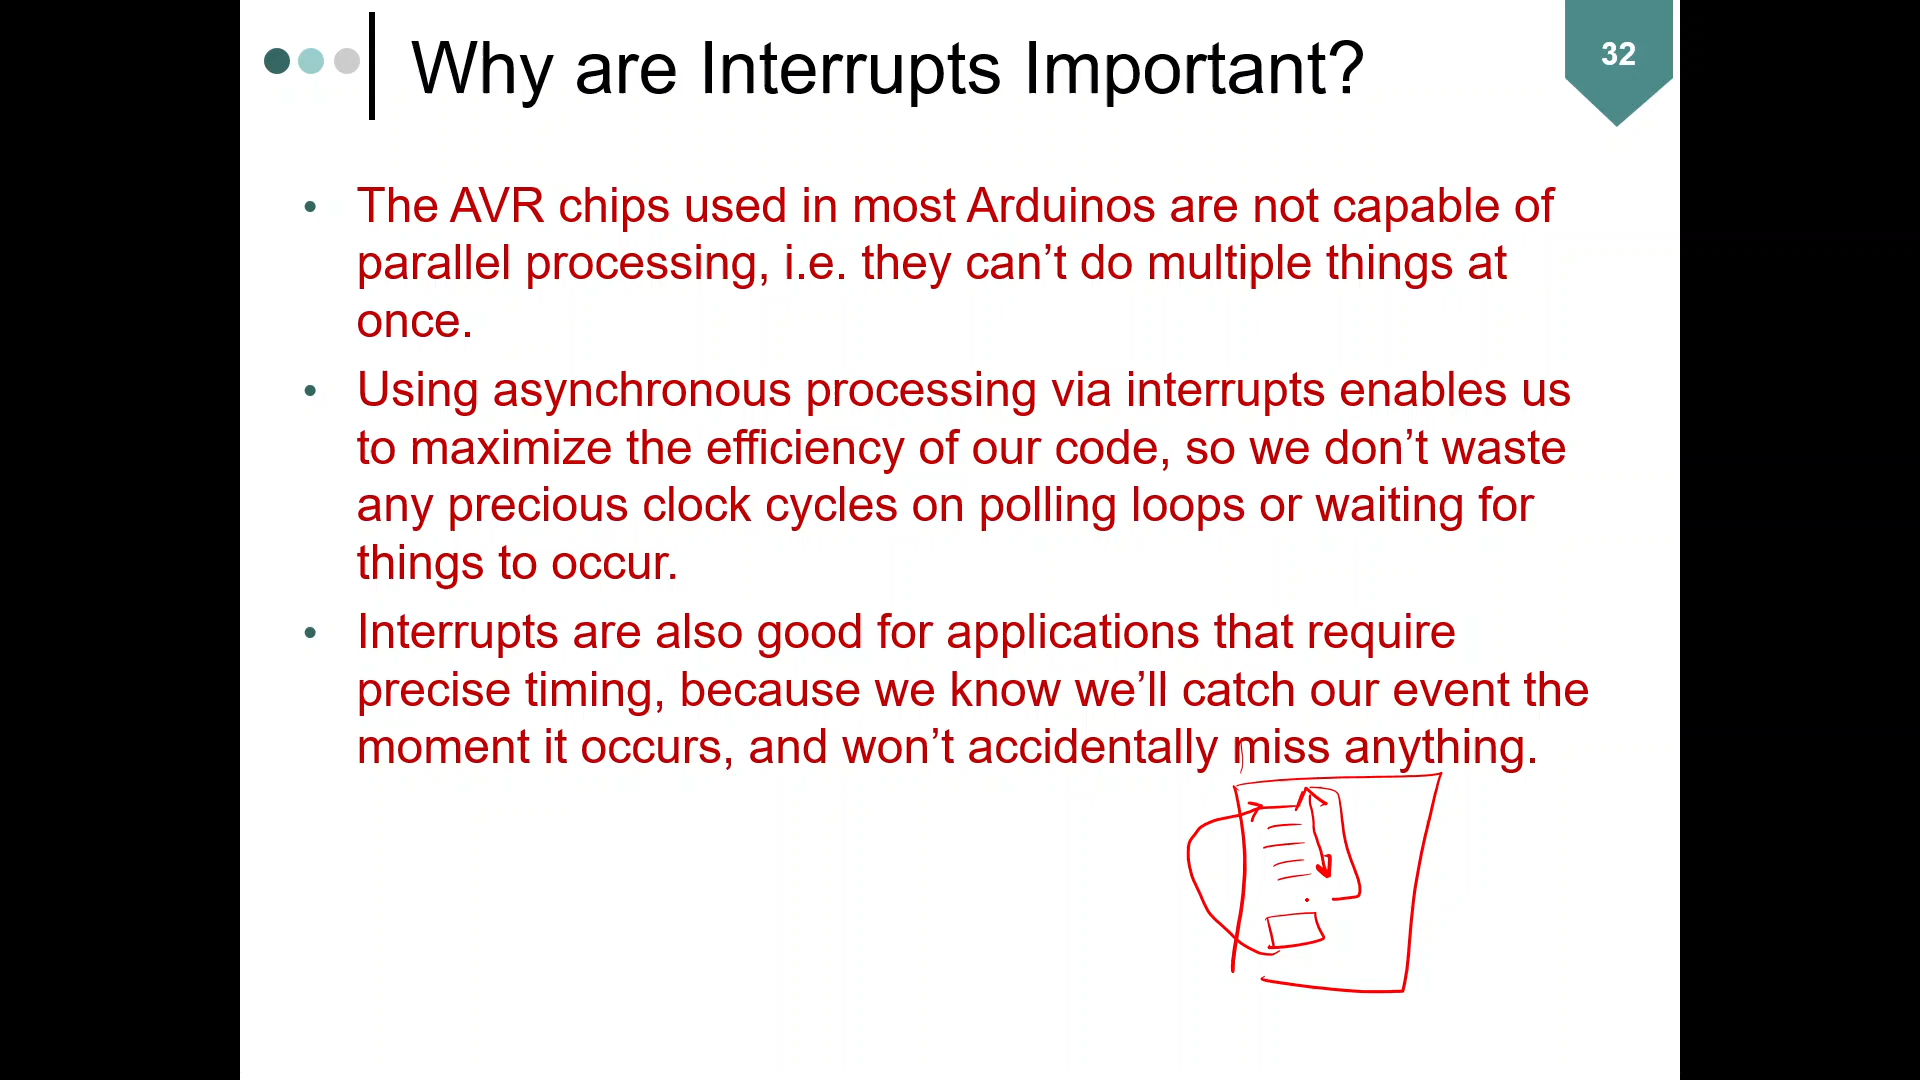 Why are Interrupts Important?
32
• The AVR chips used in most Arduinos are not capable of
parallel processing, i.e. they can’t do multiple things at
once.
• Using asynchronous processing via interrupts enables us
to maximize the efficiency of our code, so we don’t waste
any precious clock cycles on polling loops or waiting for
things to occur.
• Interrupts are also good for applications that require
precise timing, because we know we’ll catch our event the
moment it occurs, and won’t accidentally miss anything.